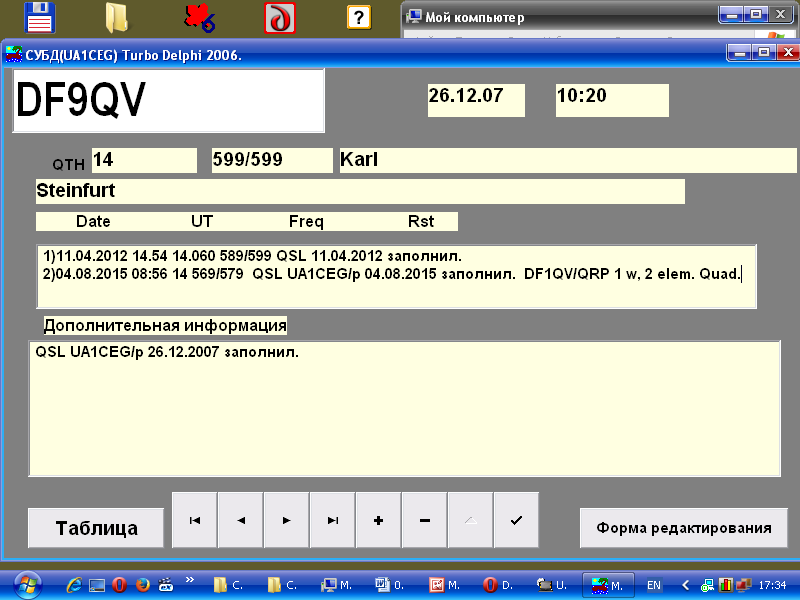 ?
Мой компьютер
СУБД(UA1CEG) Turbo Delphi 2006.
DF9QV
26.12.07 10:20
QTH 14 599/599 Karl
Steinfurt
Date UT Freq Rst
1)11.04.2012 14.54 14.060 589/599 QSL 11.04.2012 заполнил.
2)04.08.2015 08:56 14 569/579 QSL UA1CEG/p 04.08.2015 заполнил. DF1QV/QRP 1 w, 2 elem. Quad.
Дополнительная информация
QSL UA1CEG/p 26.12.2007 заполнил.
Таблица
Форма редактирования
С. С. М. О. М. D. U. М. EN 17:34